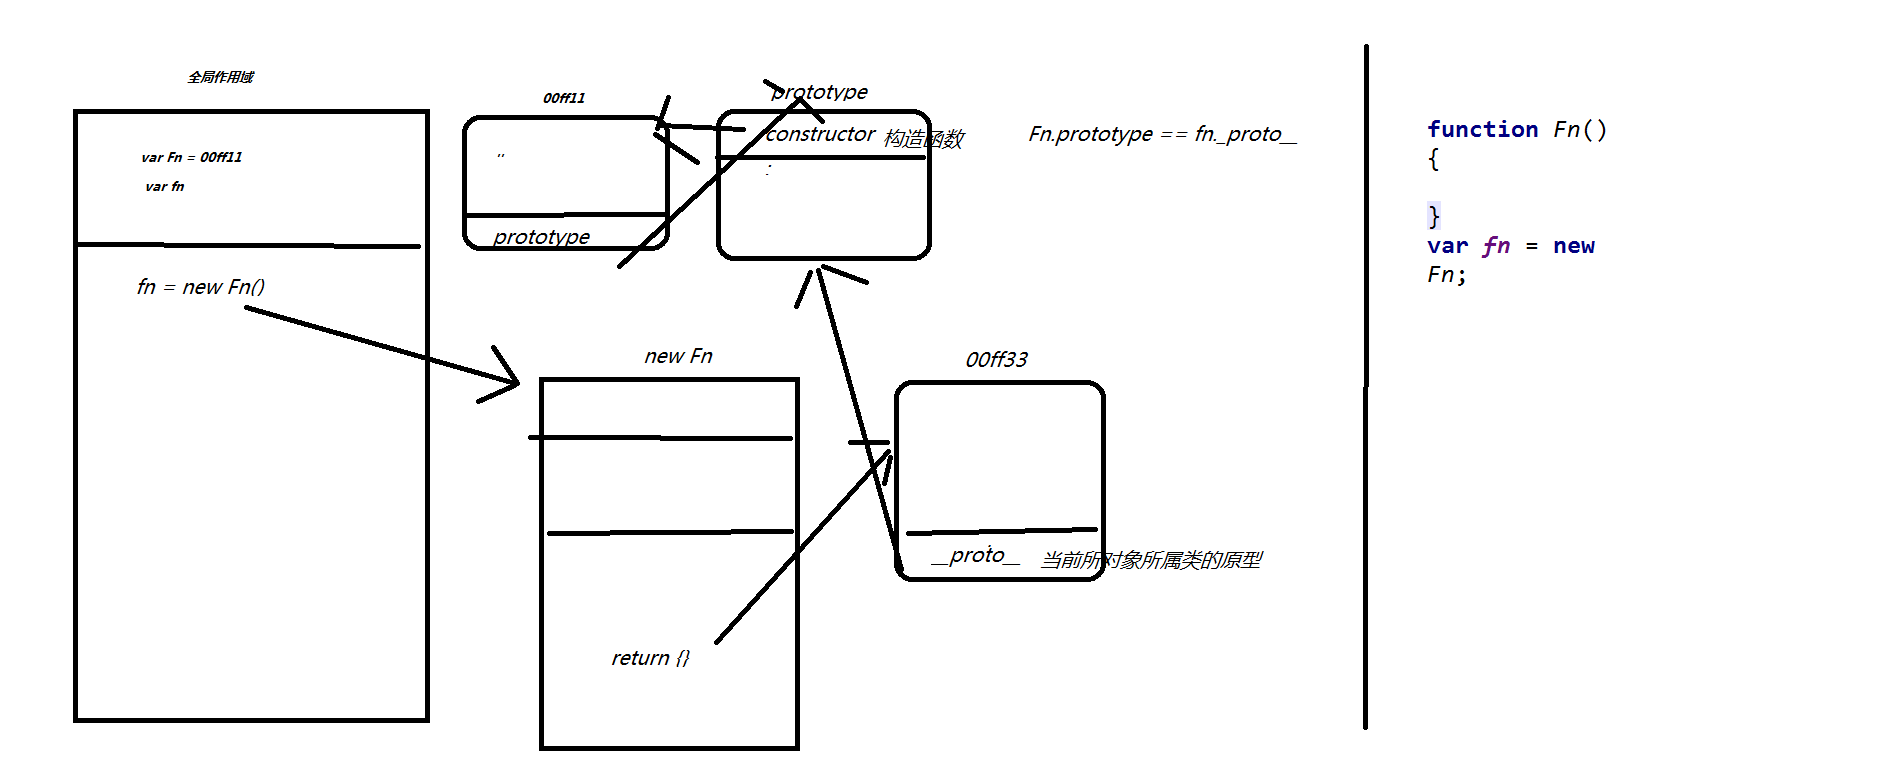 全局作用域
var Fn = 00ff11
var fn
fn = new Fn()
00ff11
''
prototype
prototype
constructor 构造函数
:
Fn.prototype == fn._proto__
new Fn
return {}
00ff33
__proto__ 当前所对象所属类的原型
function Fn()
{
}
var fn = new
Fn;